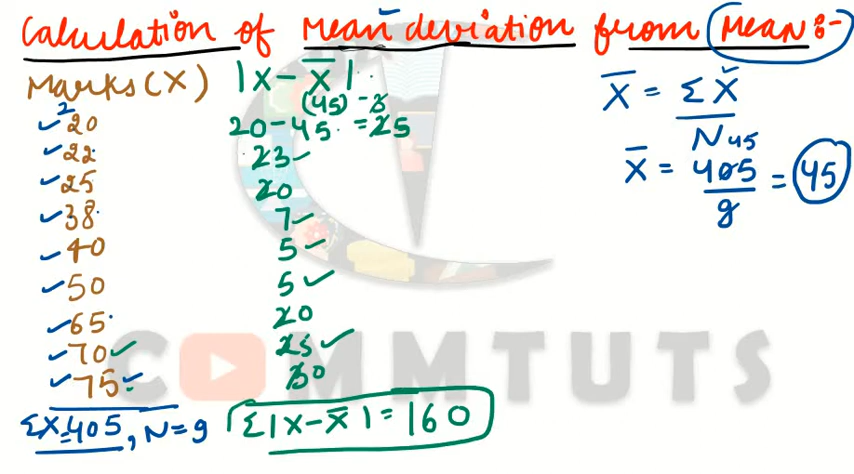 Calculation of Mean deviation from Mean :-
Marks (X) |X - X̅|
(45)
20 20 - 45 = 25
22 23
25 20
38 7
40 5
50 5
65 20
70 25
75 30
ΣX = 405, N = 9 Σ|X - X̅| = 160
X̅ = ΣX / N
X̅ = 405 / 9 = 45
45
COMMTUTS